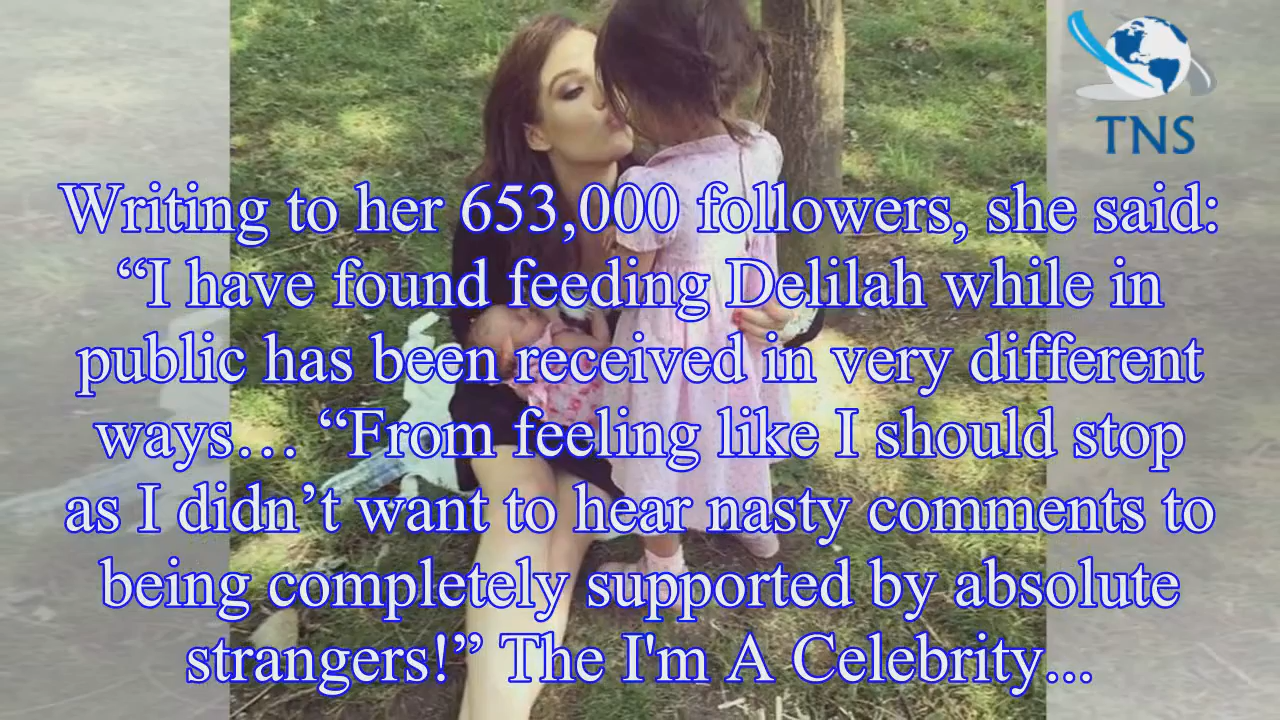 TNS
Writing to her 653,000 followers, she said:
“I have found feeding Delilah while in
public has been received in very different
ways… “From feeling like I should stop
as I didn’t want to hear nasty comments to
being completely supported by absolute
strangers!” The I'm A Celebrity...